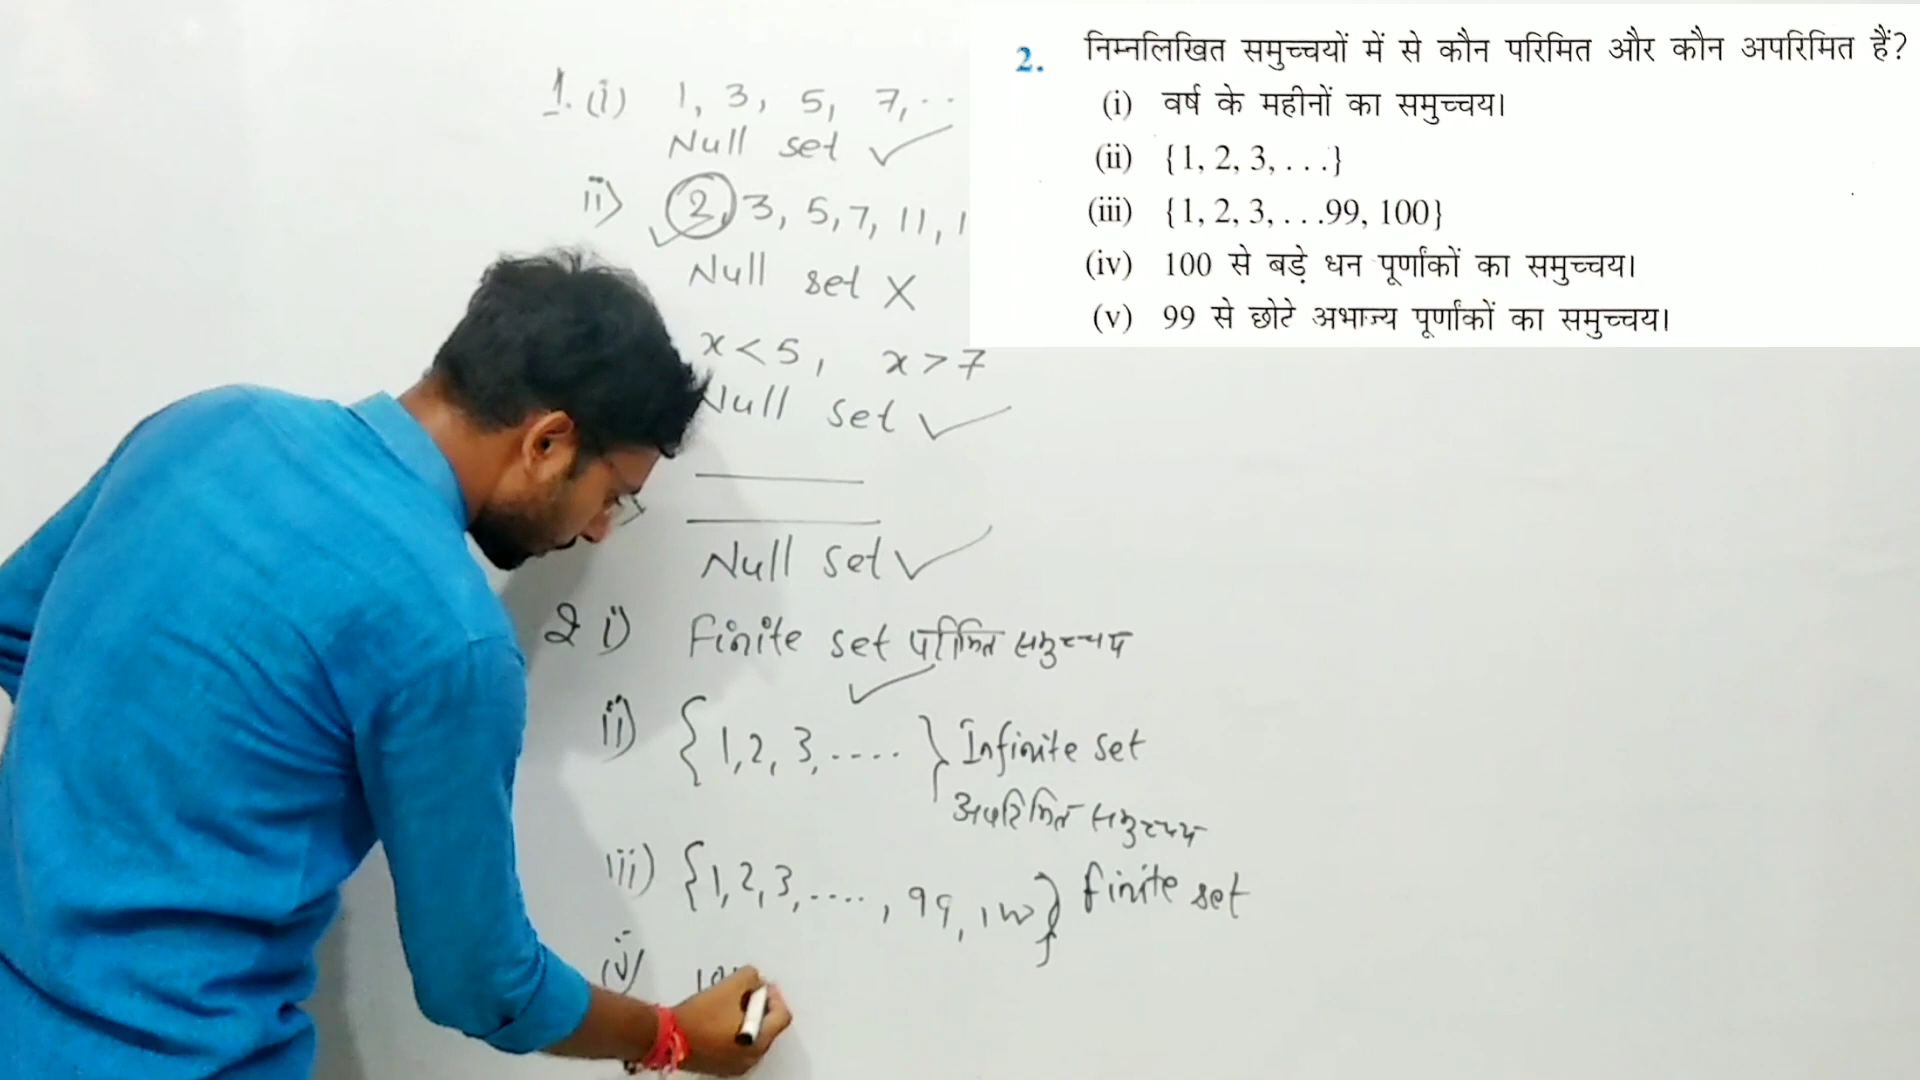 1. (i) 1, 3, 5, 7, ..
Null set ✓
ii) 2, 3, 5, 7, 11, 1
Null set X
x < 5, x > 7
Null set ✓
Null set ✓
2 i) Finite set परिमित समुच्चय
ii) {1, 2, 3, ....} Infinite set
अपरिमित समुच्चय
iii) {1, 2, 3, ...., 99, 100} finite set
(iv)
2. निम्नलिखित समुच्चयों में से कौन परिमित और कौन अपरिमित हैं?
(i) वर्ष के महीनों का समुच्चय।
(ii) {1, 2, 3, . . .}
(iii) {1, 2, 3, . . .99, 100}
(iv) 100 से बड़े धन पूर्णांकों का समुच्चय।
(v) 99 से छोटे अभाज्य पूर्णांकों का समुच्चय।